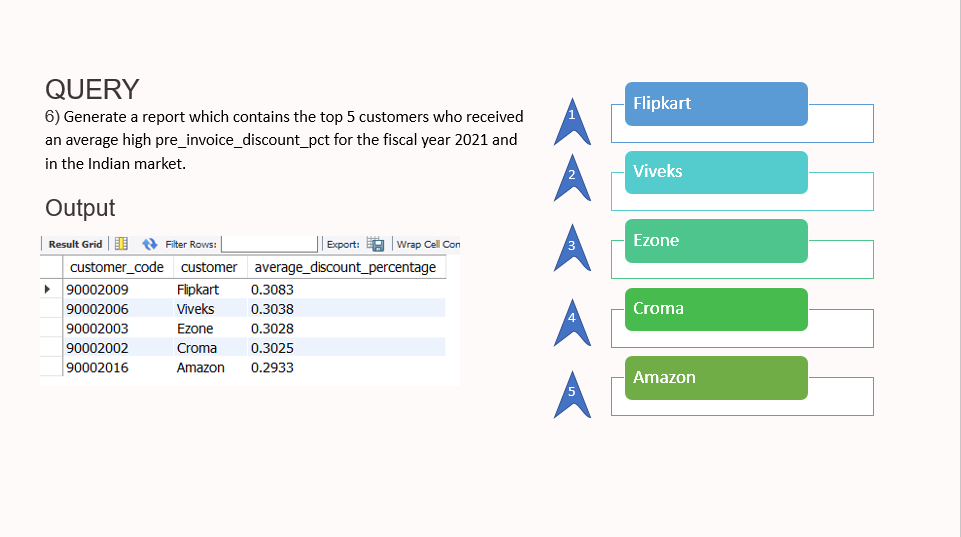 QUERY
6) Generate a report which contains the top 5 customers who received
an average high pre_invoice_discount_pct for the fiscal year 2021 and
in the Indian market.
Output
Result Grid Filter Rows: Export: Wrap Cell Con
customer_code customer average_discount_percentage
90002009 Flipkart 0.3083
90002006 Viveks 0.3038
90002003 Ezone 0.3028
90002002 Croma 0.3025
90002016 Amazon 0.2933
1 Flipkart
2 Viveks
3 Ezone
4 Croma
5 Amazon